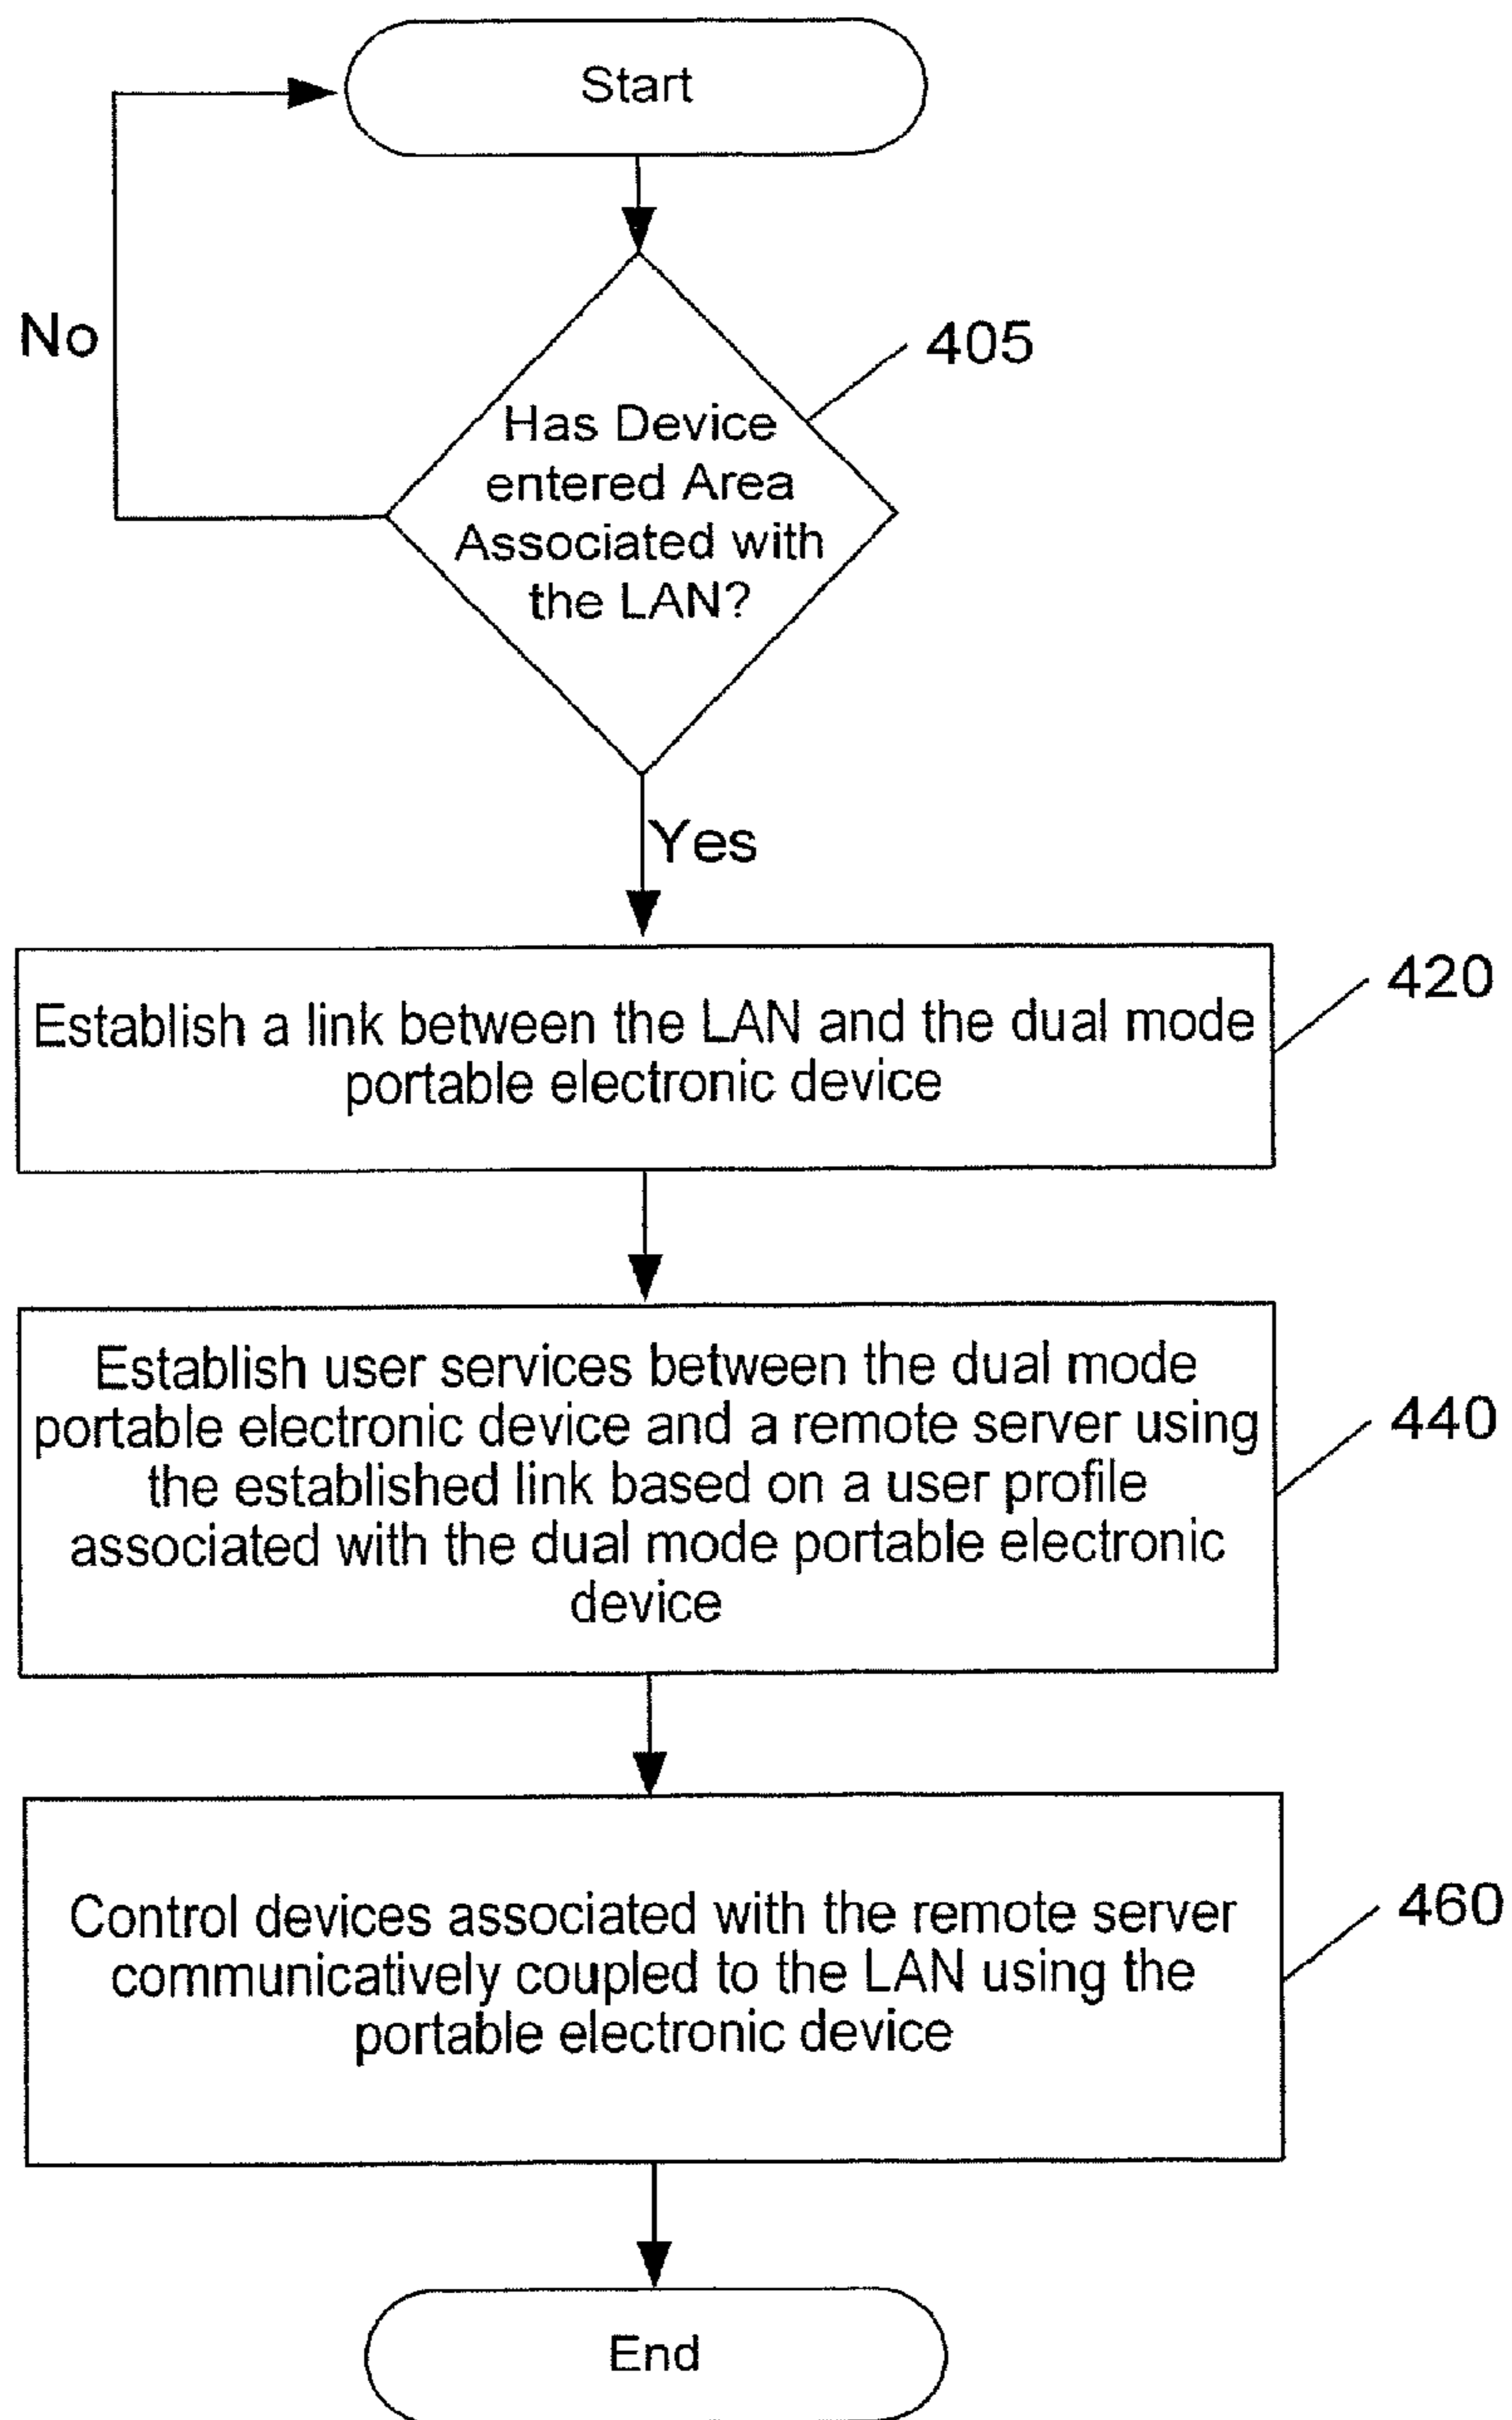 Start
No
405
Has Device
entered Area
Associated with
the LAN?
Yes
420
Establish a link between the LAN and the dual mode
portable electronic device
Establish user services between the dual mode
portable electronic device and a remote server using
the established link based on a user profile
associated with the dual mode portable electronic
device
440
Control devices associated with the remote server
communicatively coupled to the LAN using the
portable electronic device
460
End